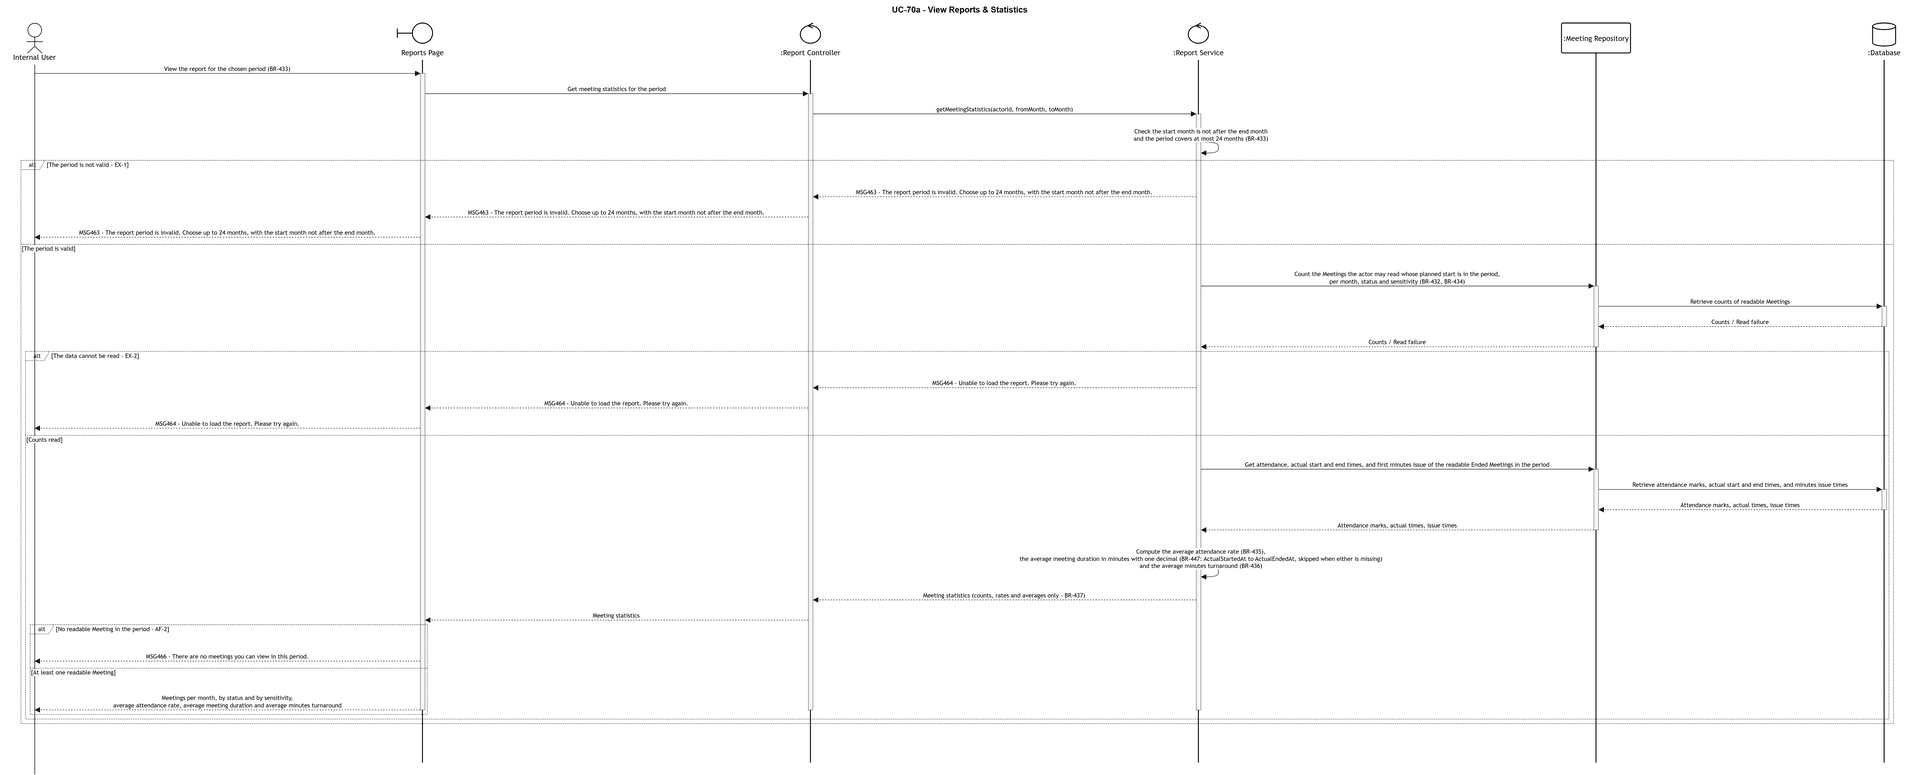 UC-70a - View Reports & Statistics
Internal User
Reports Page
:Report Controller
:Report Service
:Meeting Repository
:Database
View the report for the chosen period (BR-433)
Get meeting statistics for the period
getMeetingStatistics(actorId, fromMonth, toMonth)
Check the start month is not after the end month
and the period covers at most 24 months (BR-433)
alt
[The period is not valid - EX-1]
MSG463 - The report period is invalid. Choose up to 24 months, with the start month not after the end month.
MSG463 - The report period is invalid. Choose up to 24 months, with the start month not after the end month.
MSG463 - The report period is invalid. Choose up to 24 months, with the start month not after the end month.
[The period is valid]
Count the Meetings the actor may read whose planned start is in the period,
per month, status and sensitivity (BR-432, BR-434)
Retrieve counts of readable Meetings
Counts / Read failure
Counts / Read failure
alt
[The data cannot be read - EX-2]
MSG464 - Unable to load the report. Please try again.
MSG464 - Unable to load the report. Please try again.
MSG464 - Unable to load the report. Please try again.
[Counts read]
Get attendance, actual start and end times, and first minutes issue of the readable Ended Meetings in the period
Retrieve attendance marks, actual start and end times, and minutes issue times
Attendance marks, actual times, issue times
Attendance marks, actual times, issue times
Compute the average attendance rate (BR-435),
the average meeting duration in minutes with one decimal (BR-447: ActualStartedAt to ActualEndedAt, skipped when either is missing)
and the average minutes turnaround (BR-436)
Meeting statistics (counts, rates and averages only - BR-437)
Meeting statistics
alt
[No readable Meeting in the period - AF-2]
MSG466 - There are no meetings you can view in this period.
[At least one readable Meeting]
Meetings per month, by status and by sensitivity,
average attendance rate, average meeting duration and average minutes turnaround